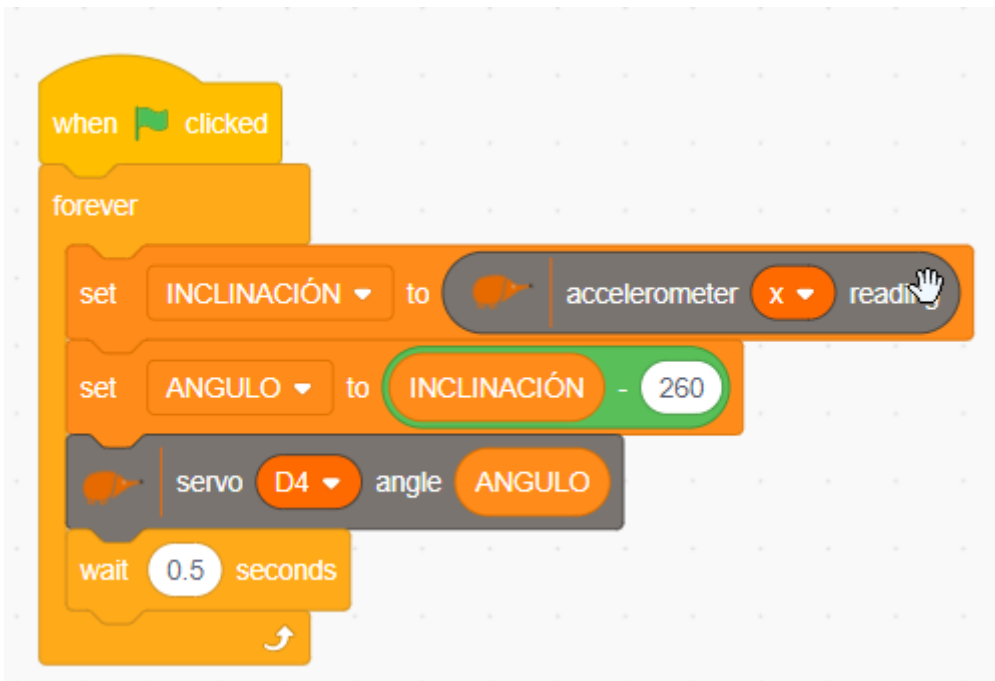 when clicked
forever
set INCLINACIÓN to accelerometer x reading
set ANGULO to INCLINACIÓN - 260
servo D4 angle ANGULO
wait 0.5 seconds